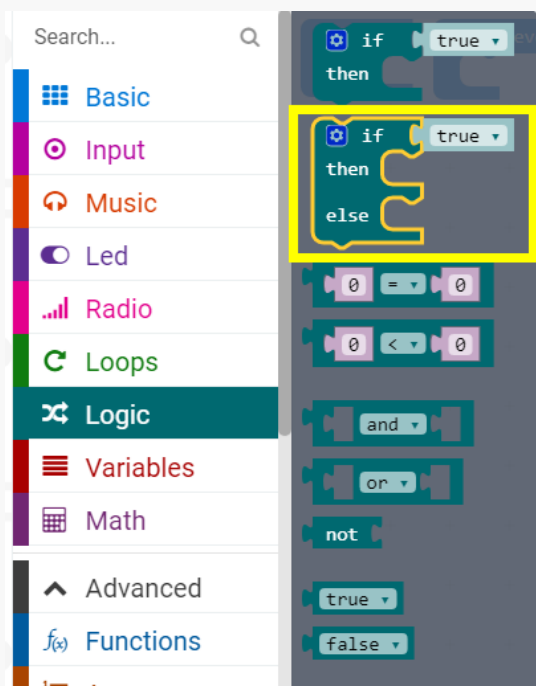 Search...
Basic
Input
Music
Led
Radio
Loops
Logic
Variables
Math
Advanced
f(x) Functions
if true
then
if true
then
else
0 = 0
0 < 0
and
or
not
true
false